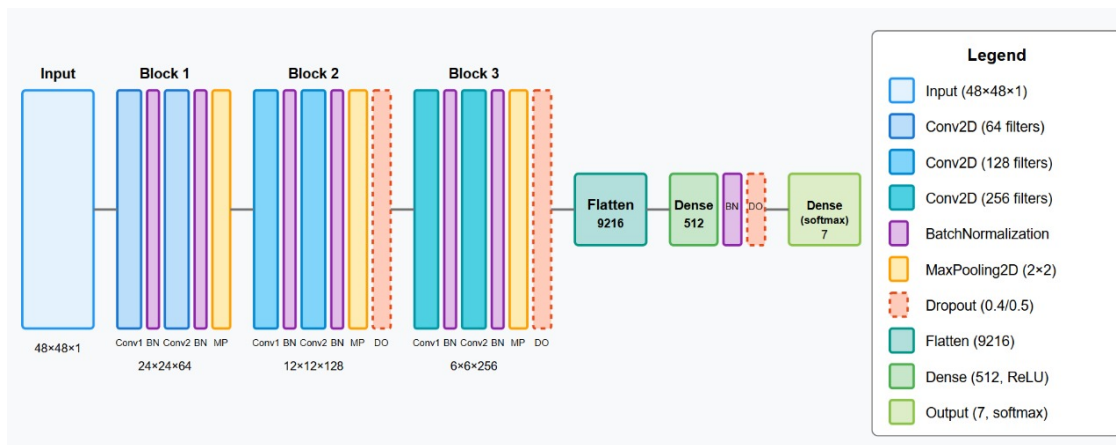 Input
48×48×1
Block 1
Conv1 BN Conv2 BN MP
24×24×64
Block 2
Conv1 BN Conv2 BN MP DO
12×12×128
Block 3
Conv1 BN Conv2 BN MP DO
6×6×256
Flatten
9216
Dense
512
BN
DO
Dense
(softmax)
7
Legend
Input (48×48×1)
Conv2D (64 filters)
Conv2D (128 filters)
Conv2D (256 filters)
BatchNormalization
MaxPooling2D (2×2)
Dropout (0.4/0.5)
Flatten (9216)
Dense (512, ReLU)
Output (7, softmax)